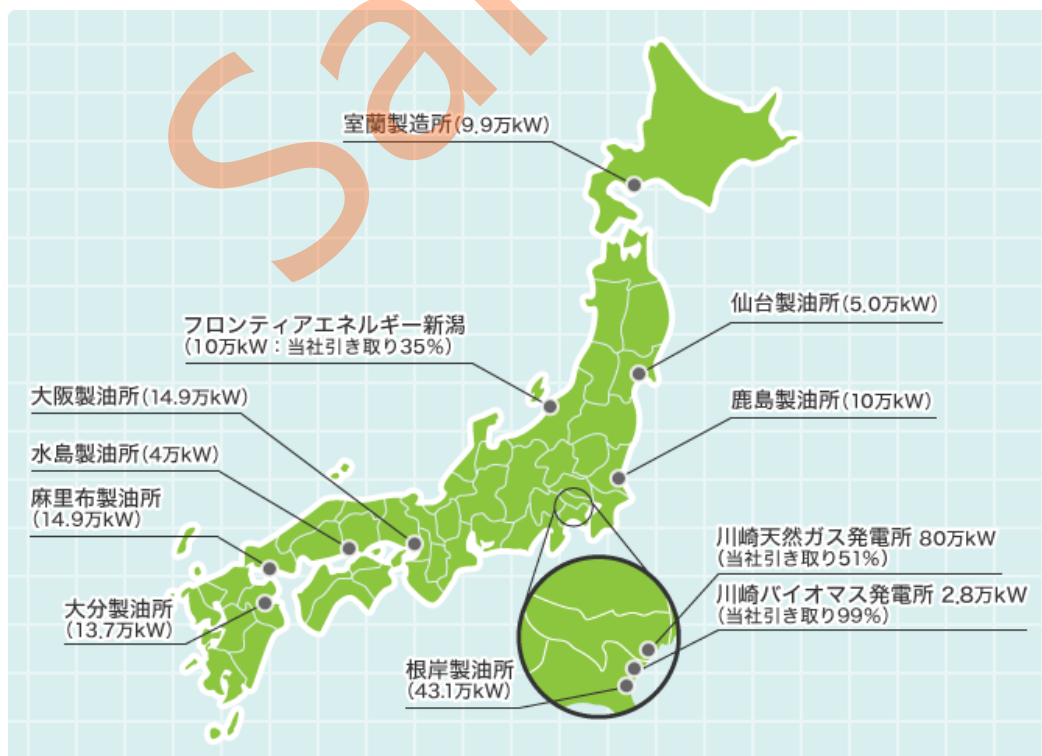 Sa
室蘭製造所(9.9万kW)
仙台製油所(5.0万kW)
フロンティアエネルギー新潟
(10万kW：当社引き取り35%)
大阪製油所(14.9万kW)
鹿島製油所(10万kW)
水島製油所(4万kW)
麻里布製油所
(14.9万kW)
川崎天然ガス発電所 80万kW
(当社引き取り51%)
川崎バイオマス発電所 2.8万kW
(当社引き取り99%)
大分製油所
(13.7万kW)
根岸製油所
(43.1万kW)